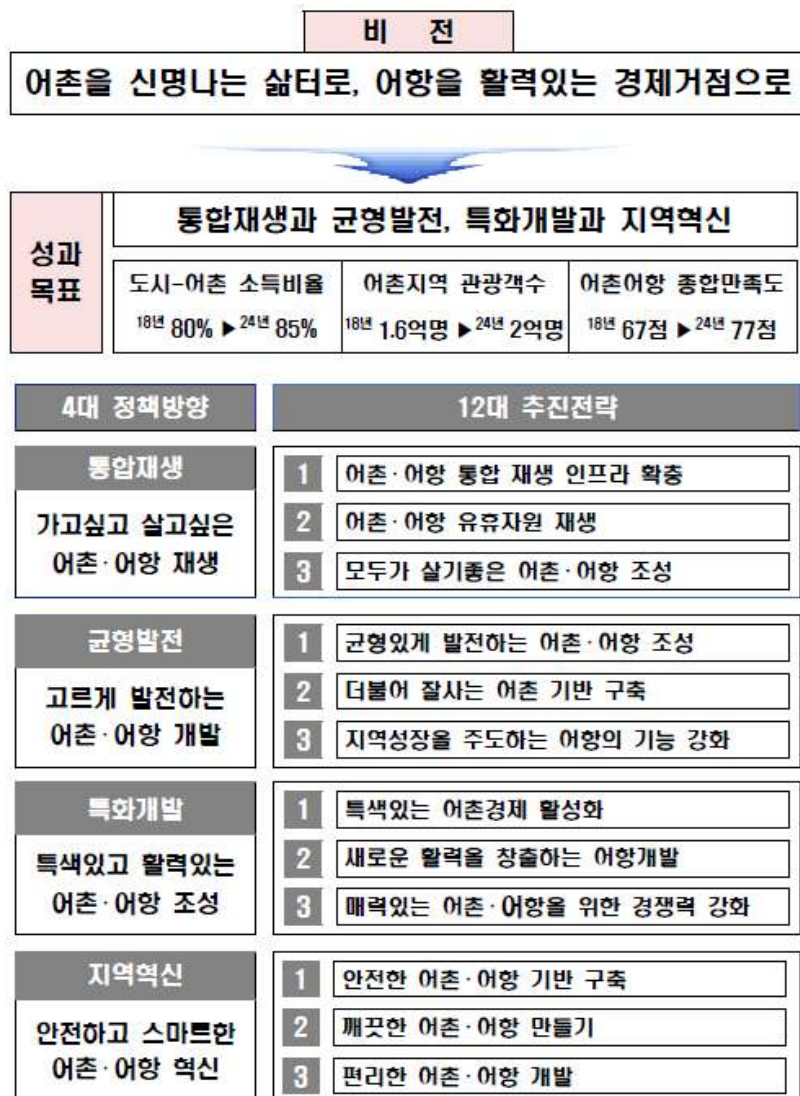 비 전
어촌을 신명나는 삶터로, 어항을 활력있는 경제거점으로
성과
목표
통합재생과 균형발전, 특화개발과 지역혁신
도시-어촌 소득비율
18년 80% ▶ 24년 85%
어촌지역 관광객수
18년 1.6억명 ▶ 24년 2억명
어촌어항 종합만족도
18년 67점 ▶ 24년 77점
4대 정책방향
12대 추진전략
통합재생
가고싶고 살고싶은
어촌·어항 재생
1 어촌·어항 통합 재생 인프라 확충
2 어촌·어항 유휴자원 재생
3 모두가 살기좋은 어촌·어항 조성
균형발전
고르게 발전하는
어촌·어항 개발
1 균형있게 발전하는 어촌·어항 조성
2 더불어 잘사는 어촌 기반 구축
3 지역성장을 주도하는 어항의 기능 강화
특화개발
특색있고 활력있는
어촌·어항 조성
1 특색있는 어촌경제 활성화
2 새로운 활력을 창출하는 어항개발
3 매력있는 어촌·어항을 위한 경쟁력 강화
지역혁신
안전하고 스마트한
어촌·어항 혁신
1 안전한 어촌·어항 기반 구축
2 깨끗한 어촌·어항 만들기
3 편리한 어촌·어항 개발